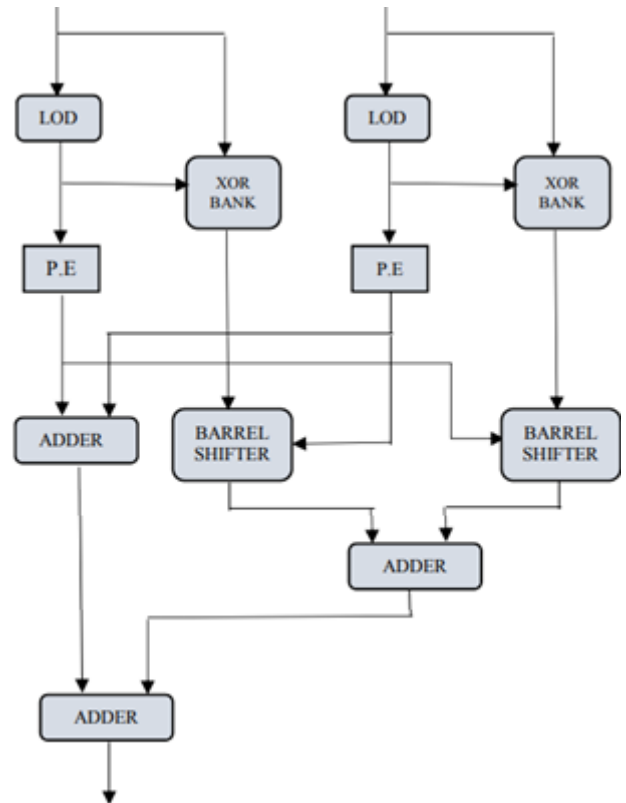 LOD
LOD
XOR
BANK
XOR
BANK
P.E
P.E
ADDER
BARREL
SHIFTER
BARREL
SHIFTER
ADDER
ADDER